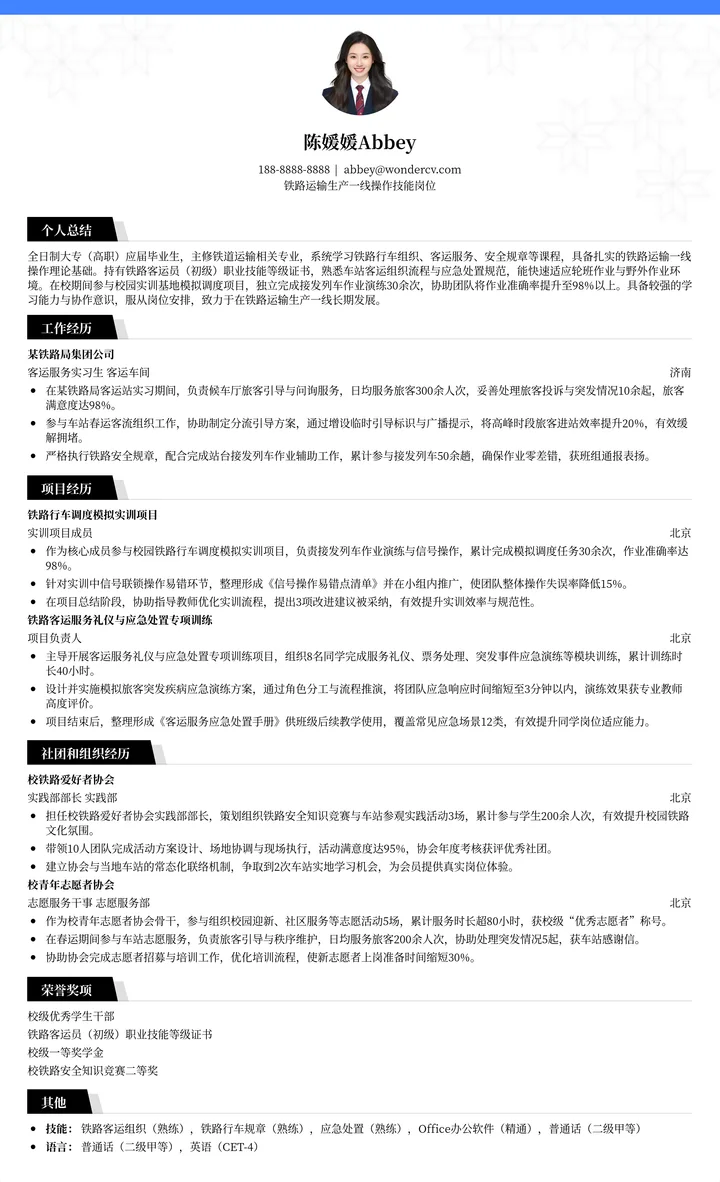 陈媛媛Abbey
188-8888-8888 | abbey@wondercv.com
铁路运输生产一线操作技能岗位
个人总结
全日制大专（高职）应届毕业生，主修铁道运输相关专业，系统学习铁路行车组织、客运服务、安全规章等课程，具备扎实的铁路运输一线
操作理论基础。持有铁路客运员（初级）职业技能等级证书，熟悉车站客运组织流程与应急处置规范，能快速适应轮班作业与野外作业环
境。在校期间参与校园实训基地模拟调度项目，独立完成接发列车作业演练30余次，协助团队将作业准确率提升至98%以上。具备较强的学
习能力与协作意识，服从岗位安排，致力于在铁路运输生产一线长期发展。
工作经历
某铁路局集团公司
客运服务实习生 客运车间 济南
• 在某铁路局客运站实习期间，负责候车厅旅客引导与问询服务，日均服务旅客300余人次，妥善处理旅客投诉与突发情况10余起，旅客
满意度达98%。
• 参与车站春运客流组织工作，协助制定分流引导方案，通过增设临时引导标识与广播提示，将高峰时段旅客进站效率提升20%，有效缓
解拥堵。
• 严格执行铁路安全规章，配合完成站台接发列车作业辅助工作，累计参与接发列车50余趟，确保作业零差错，获班组通报表扬。
项目经历
铁路行车调度模拟实训项目
实训项目成员 北京
• 作为核心成员参与校园铁路行车调度模拟实训项目，负责接发列车作业演练与信号操作，累计完成模拟调度任务30余次，作业准确率达
98%。
• 针对实训中信号联锁操作易错环节，整理形成《信号操作易错点清单》并在小组内推广，使团队整体操作失误率降低15%。
• 在项目总结阶段，协助指导教师优化实训流程，提出3项改进建议被采纳，有效提升实训效率与规范性。
铁路客运服务礼仪与应急处置专项训练
项目负责人 北京
• 主导开展客运服务礼仪与应急处置专项训练项目，组织8名同学完成服务礼仪、票务处理、突发事件应急演练等模块训练，累计训练时
长40小时。
• 设计并实施模拟旅客突发疾病应急演练方案，通过角色分工与流程推演，将团队应急响应时间缩短至3分钟以内，演练效果获专业教师
高度评价。
• 项目结束后，整理形成《客运服务应急处置手册》供班级后续教学使用，覆盖常见应急场景12类，有效提升同学岗位适应能力。
社团和组织经历
校铁路爱好者协会
实践部部长 实践部 北京
• 担任校铁路爱好者协会实践部部长，策划组织铁路安全知识竞赛与车站参观实践活动3场，累计参与学生200余人次，有效提升校园铁路
文化氛围。
• 带领10人团队完成活动方案设计、场地协调与现场执行，活动满意度达95%，协会年度考核获评优秀社团。
• 建立协会与当地车站的常态化联络机制，争取到2次车站实地学习机会，为会员提供真实岗位体验。
校青年志愿者协会
志愿服务干事 志愿服务部 北京
• 作为校青年志愿者协会骨干，参与组织校园迎新、社区服务等志愿活动5场，累计服务时长超80小时，获校级“优秀志愿者”称号。
• 在春运期间参与车站志愿服务，负责旅客引导与秩序维护，日均服务旅客200余人次，协助处理突发情况5起，获车站感谢信。
• 协助协会完成志愿者招募与培训工作，优化培训流程，使新志愿者上岗准备时间缩短30%。
荣誉奖项
校级优秀学生干部
铁路客运员（初级）职业技能等级证书
校级一等奖学金
校铁路安全知识竞赛二等奖
其他
• 技能： 铁路客运组织（熟练），铁路行车规章（熟练），应急处置（熟练），Office办公软件（精通），普通话（二级甲等）
• 语言： 普通话（二级甲等），英语（CET-4）